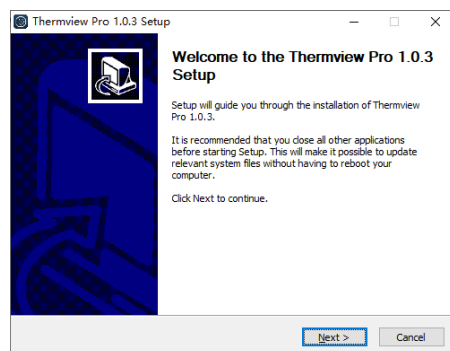 Thermview Pro 1.0.3 Setup
Welcome to the Thermview Pro 1.0.3
Setup
Setup will guide you through the installation of Thermview
Pro 1.0.3.
It is recommended that you close all other applications
before starting Setup. This will make it possible to update
relevant system files without having to reboot your
computer.
Click Next to continue.
Next >
Cancel